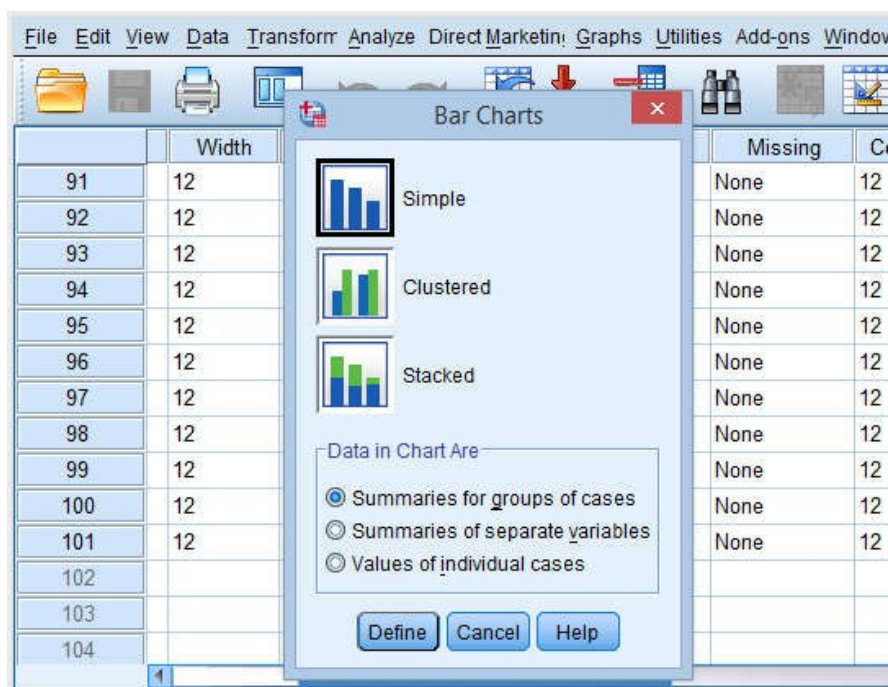 File Edit View Data Transform Analyze Direct Marketing Graphs Utilities Add-ons Window
Bar Charts
Width Missing
91 12 None 12
92 12 None 12
93 12 None 12
94 12 None 12
95 12 None 12
96 12 None 12
97 12 None 12
98 12 None 12
99 12 None 12
100 12 None 12
101 12 None 12
102
103
104
Simple
Clustered
Stacked
Data in Chart Are
Summaries for groups of cases
Summaries of separate variables
Values of individual cases
Define Cancel Help